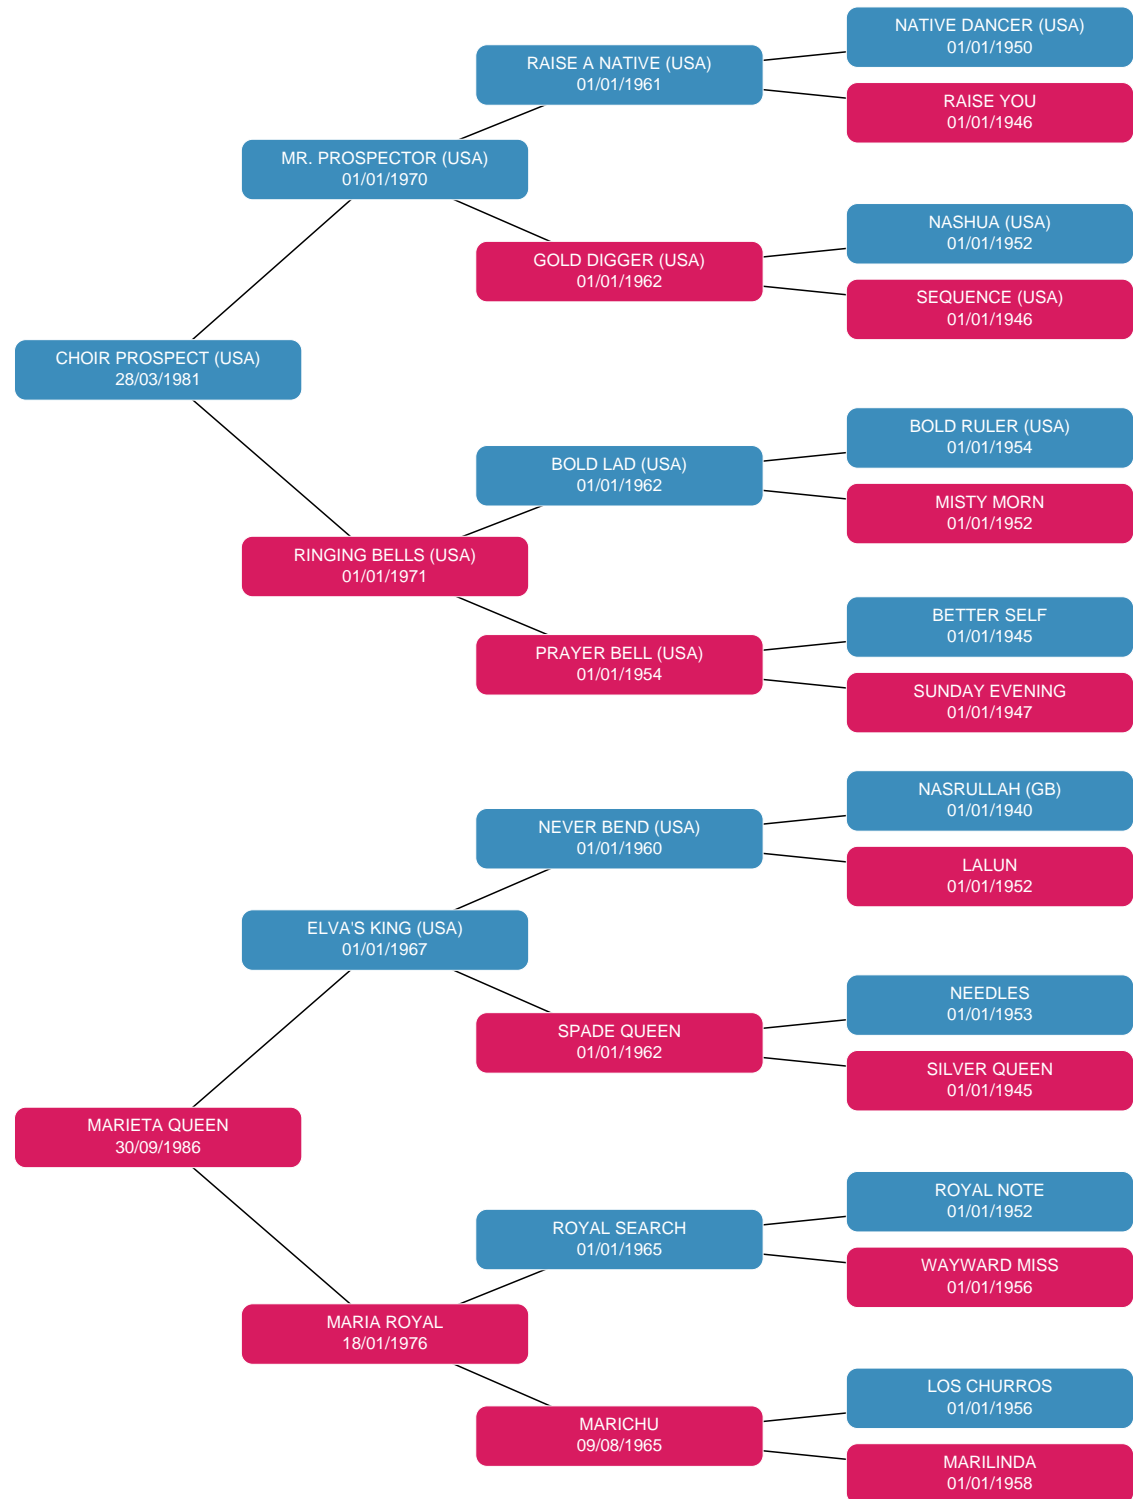 NATIVE DANCER (USA)
01/01/1950
RAISE A NATIVE (USA)
01/01/1961
RAISE YOU
01/01/1946
MR. PROSPECTOR (USA)
01/01/1970
NASHUA (USA)
01/01/1952
GOLD DIGGER (USA)
01/01/1962
SEQUENCE (USA)
01/01/1946
CHOIR PROSPECT (USA)
28/03/1981
BOLD RULER (USA)
01/01/1954
BOLD LAD (USA)
01/01/1962
MISTY MORN
01/01/1952
RINGING BELLS (USA)
01/01/1971
BETTER SELF
01/01/1945
PRAYER BELL (USA)
01/01/1954
SUNDAY EVENING
01/01/1947
NASRULLAH (GB)
01/01/1940
NEVER BEND (USA)
01/01/1960
LALUN
01/01/1952
ELVA'S KING (USA)
01/01/1967
NEEDLES
01/01/1953
SPADE QUEEN
01/01/1962
SILVER QUEEN
01/01/1945
MARIETA QUEEN
30/09/1986
ROYAL NOTE
01/01/1952
ROYAL SEARCH
01/01/1965
WAYWARD MISS
01/01/1956
MARIA ROYAL
18/01/1976
LOS CHURROS
01/01/1956
MARICHU
09/08/1965
MARILINDA
01/01/1958